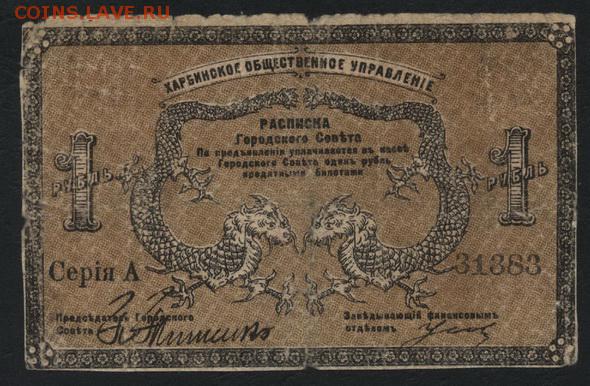 COINS.LAVE.RU
ХАРБИНСКОЕ ОБЩЕСТВЕННОЕ УПРАВЛЕНІЕ
РАСПИСКА
Городского Совѣта
По предъявленіи уплачивается въ кассѣ
Городского Совѣта одинъ рубль
кредитными билетами
1 РУБЛЬ
1 РУБЛЬ
Серія А
31383
Предсѣдатель Городского
Совѣта
Завѣдывающій финансовымъ
отдѣломъ